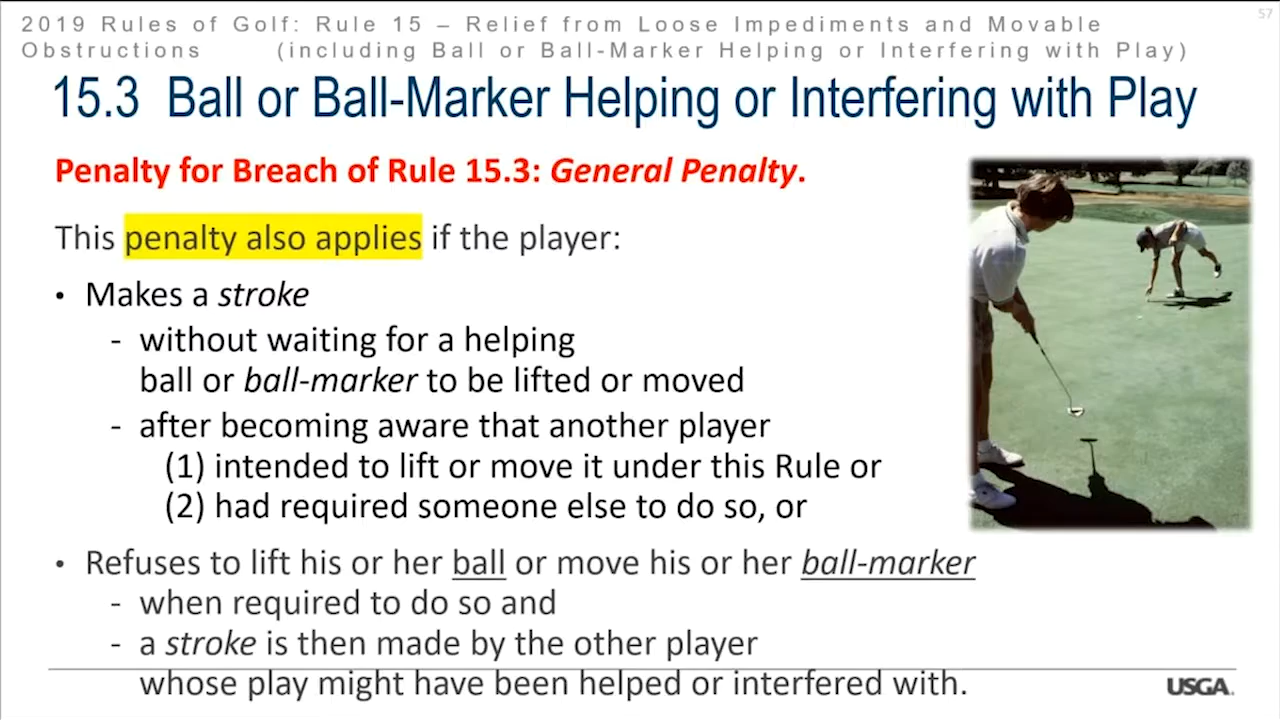 57
2019 Rules of Golf: Rule 15 – Relief from Loose Impediments and Movable
Obstructions (including Ball or Ball-Marker Helping or Interfering with Play)
15.3 Ball or Ball-Marker Helping or Interfering with Play
Penalty for Breach of Rule 15.3: General Penalty.
This penalty also applies if the player:
• Makes a stroke
- without waiting for a helping
ball or ball-marker to be lifted or moved
- after becoming aware that another player
(1) intended to lift or move it under this Rule or
(2) had required someone else to do so, or
• Refuses to lift his or her ball or move his or her ball-marker
- when required to do so and
- a stroke is then made by the other player
whose play might have been helped or interfered with.
USGA.